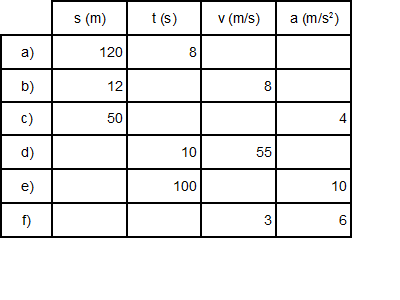 s (m) t (s) v (m/s) a (m/s²)
a) 120 8
b) 12 8
c) 50 4
d) 10 55
e) 100 10
f) 3 6